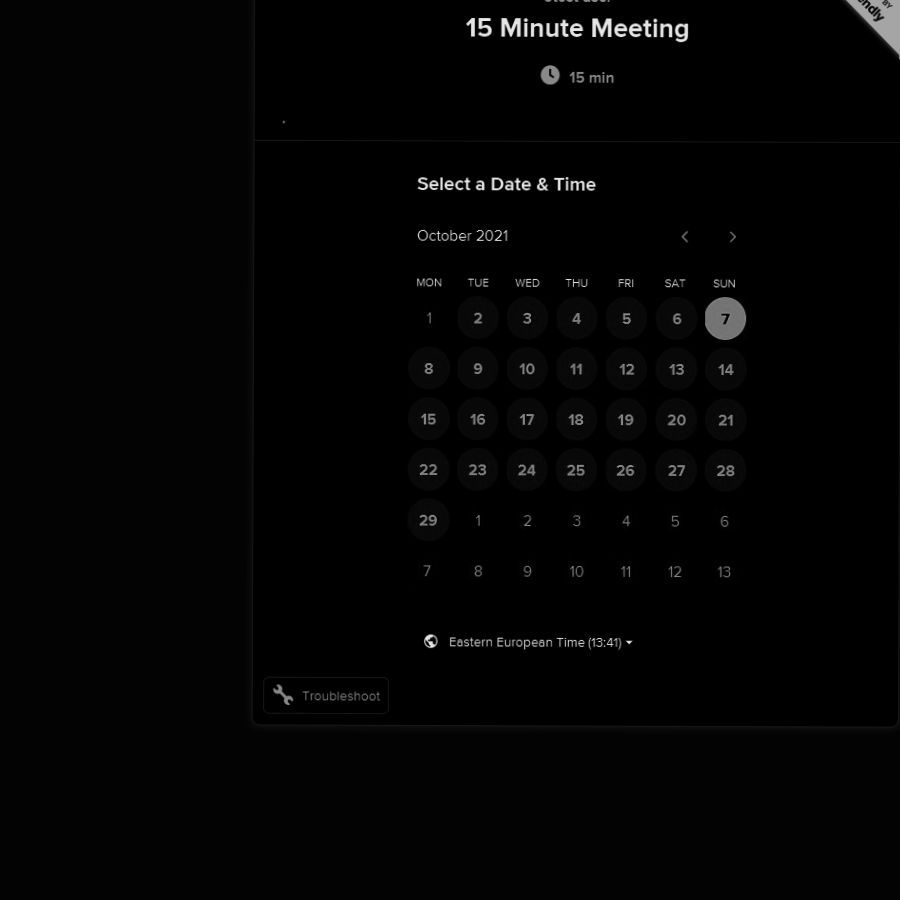 15 Minute Meeting
15 min
Select a Date & Time
October 2021
MON TUE WED THU FRI SAT SUN
1 2 3 4 5 6 7
8 9 10 11 12 13 14
15 16 17 18 19 20 21
22 23 24 25 26 27 28
29 1 2 3 4 5 6
7 8 9 10 11 12 13
Eastern European Time (13:41)
Troubleshoot